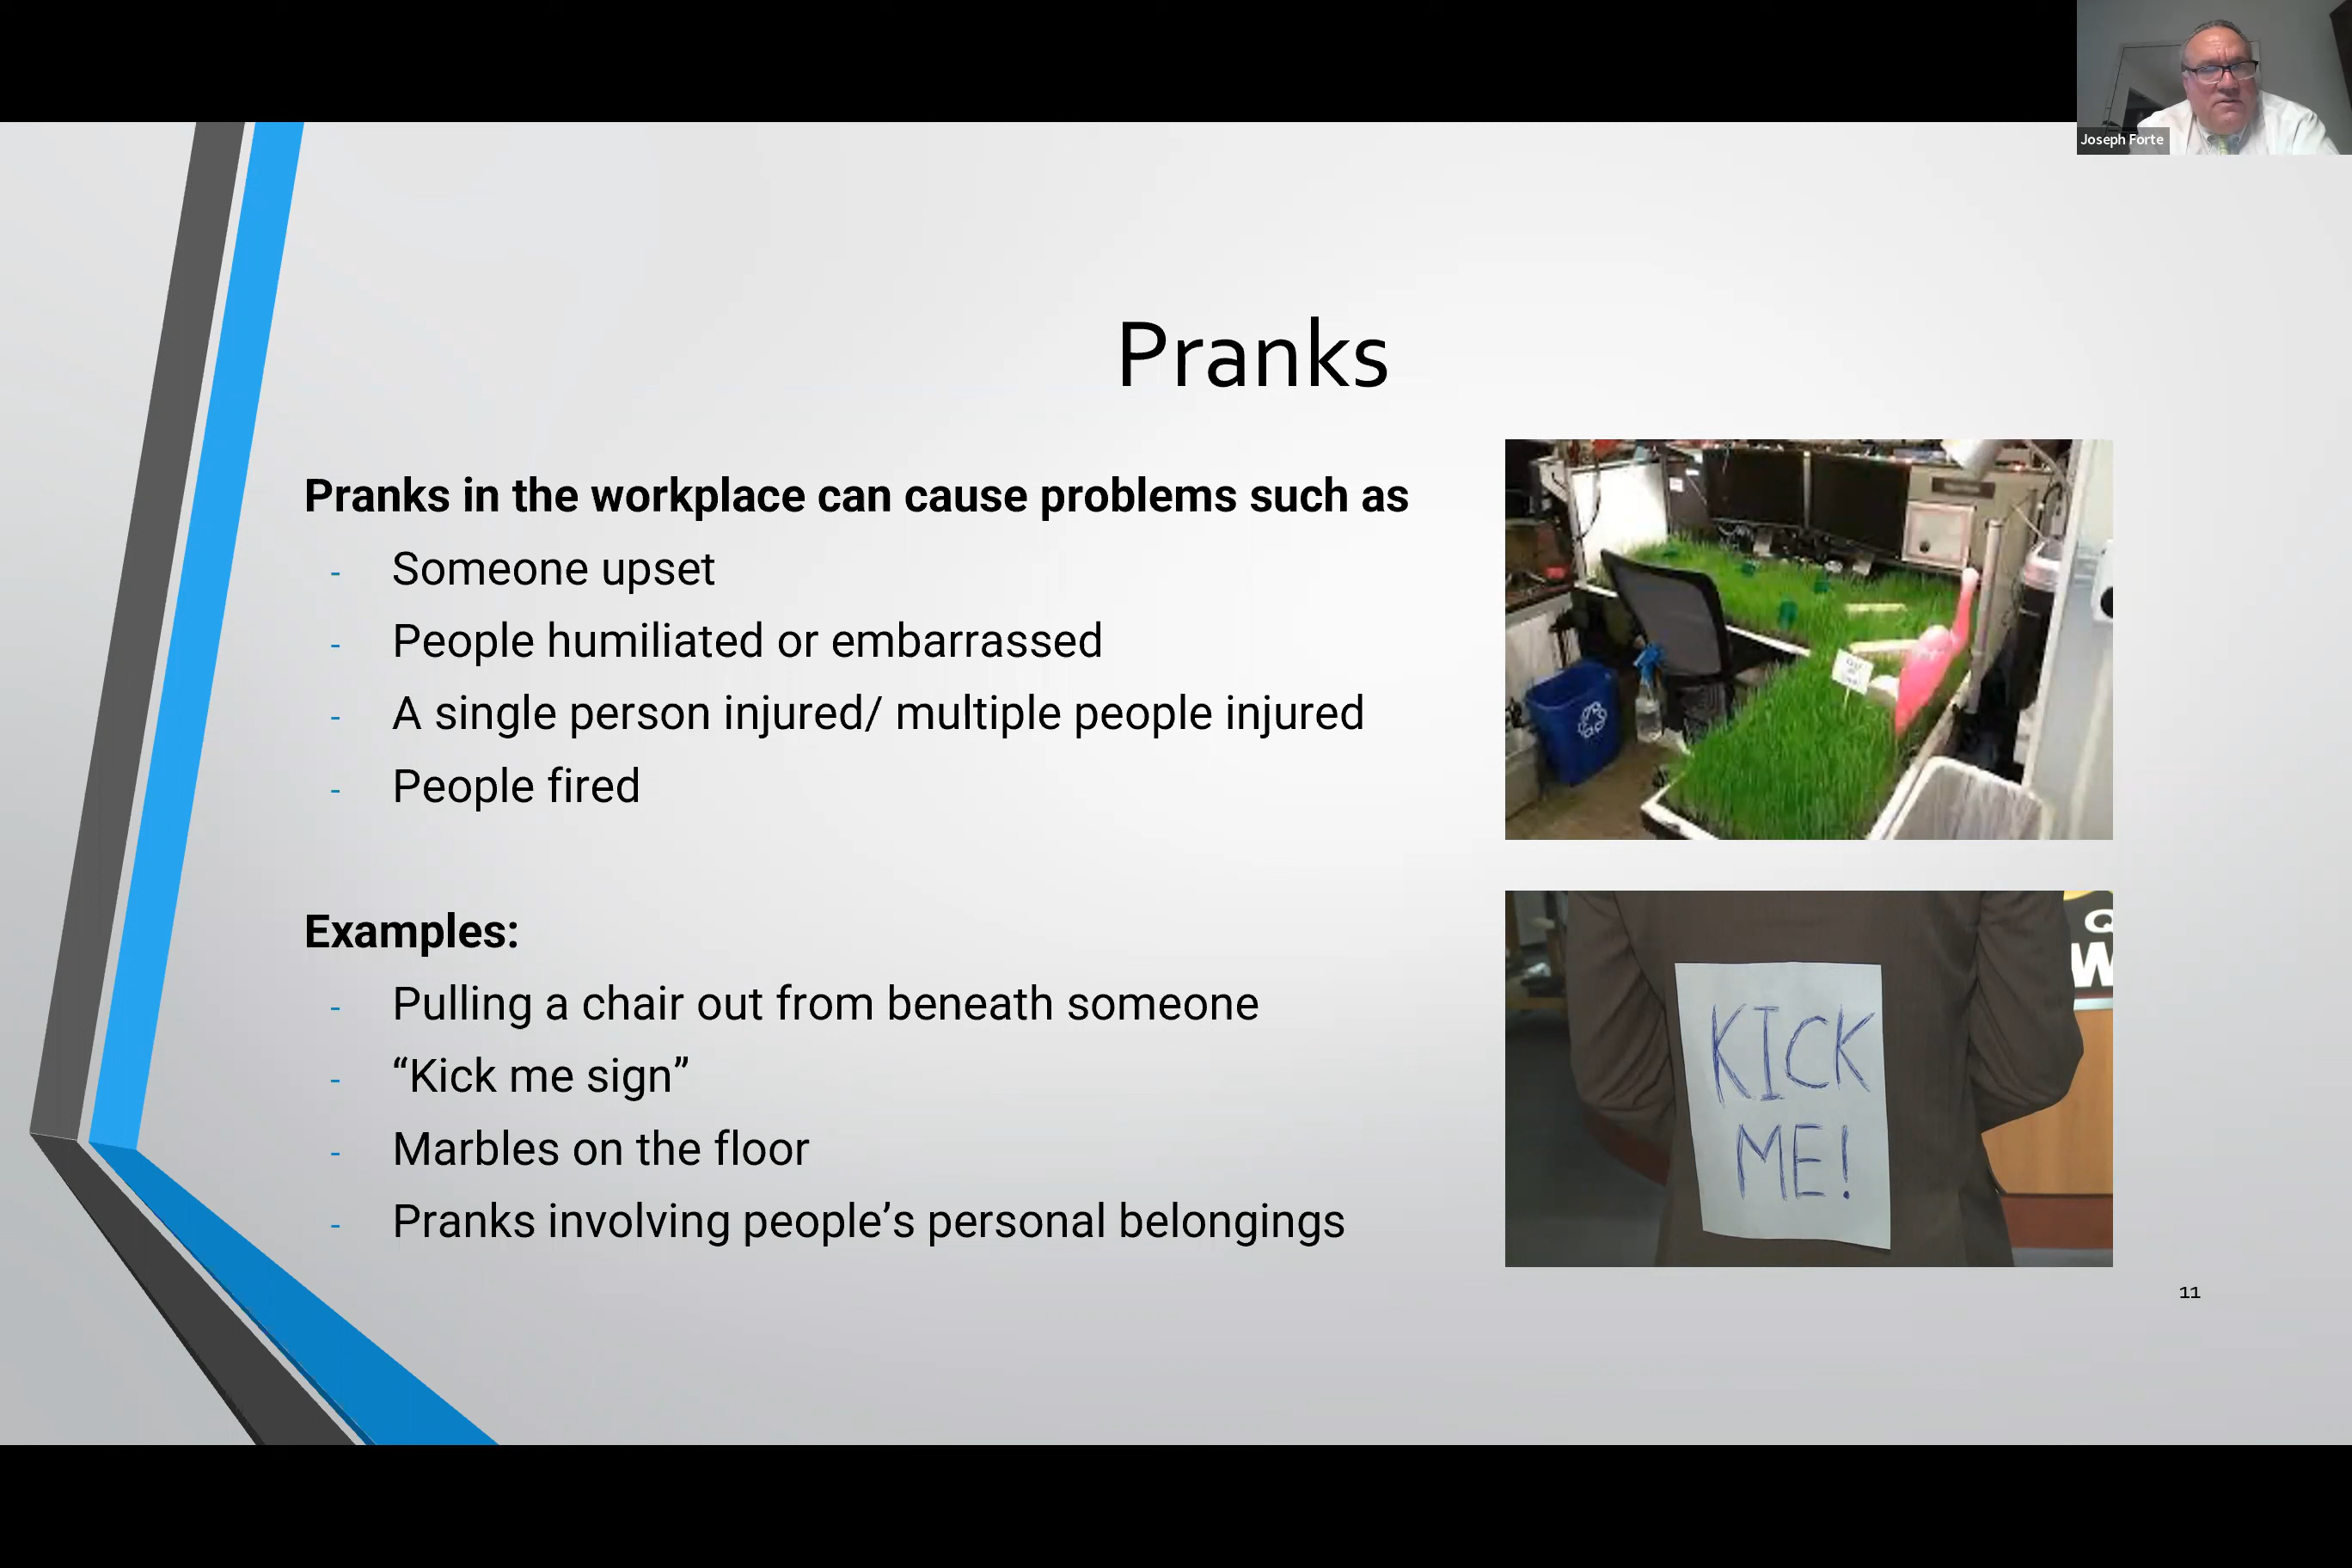 Joseph Forte
Pranks
Pranks in the workplace can cause problems such as
- Someone upset
- People humiliated or embarrassed
- A single person injured/ multiple people injured
- People fired
Examples:
- Pulling a chair out from beneath someone
- “Kick me sign”
- Marbles on the floor
- Pranks involving people’s personal belongings
KICK
ME!
11